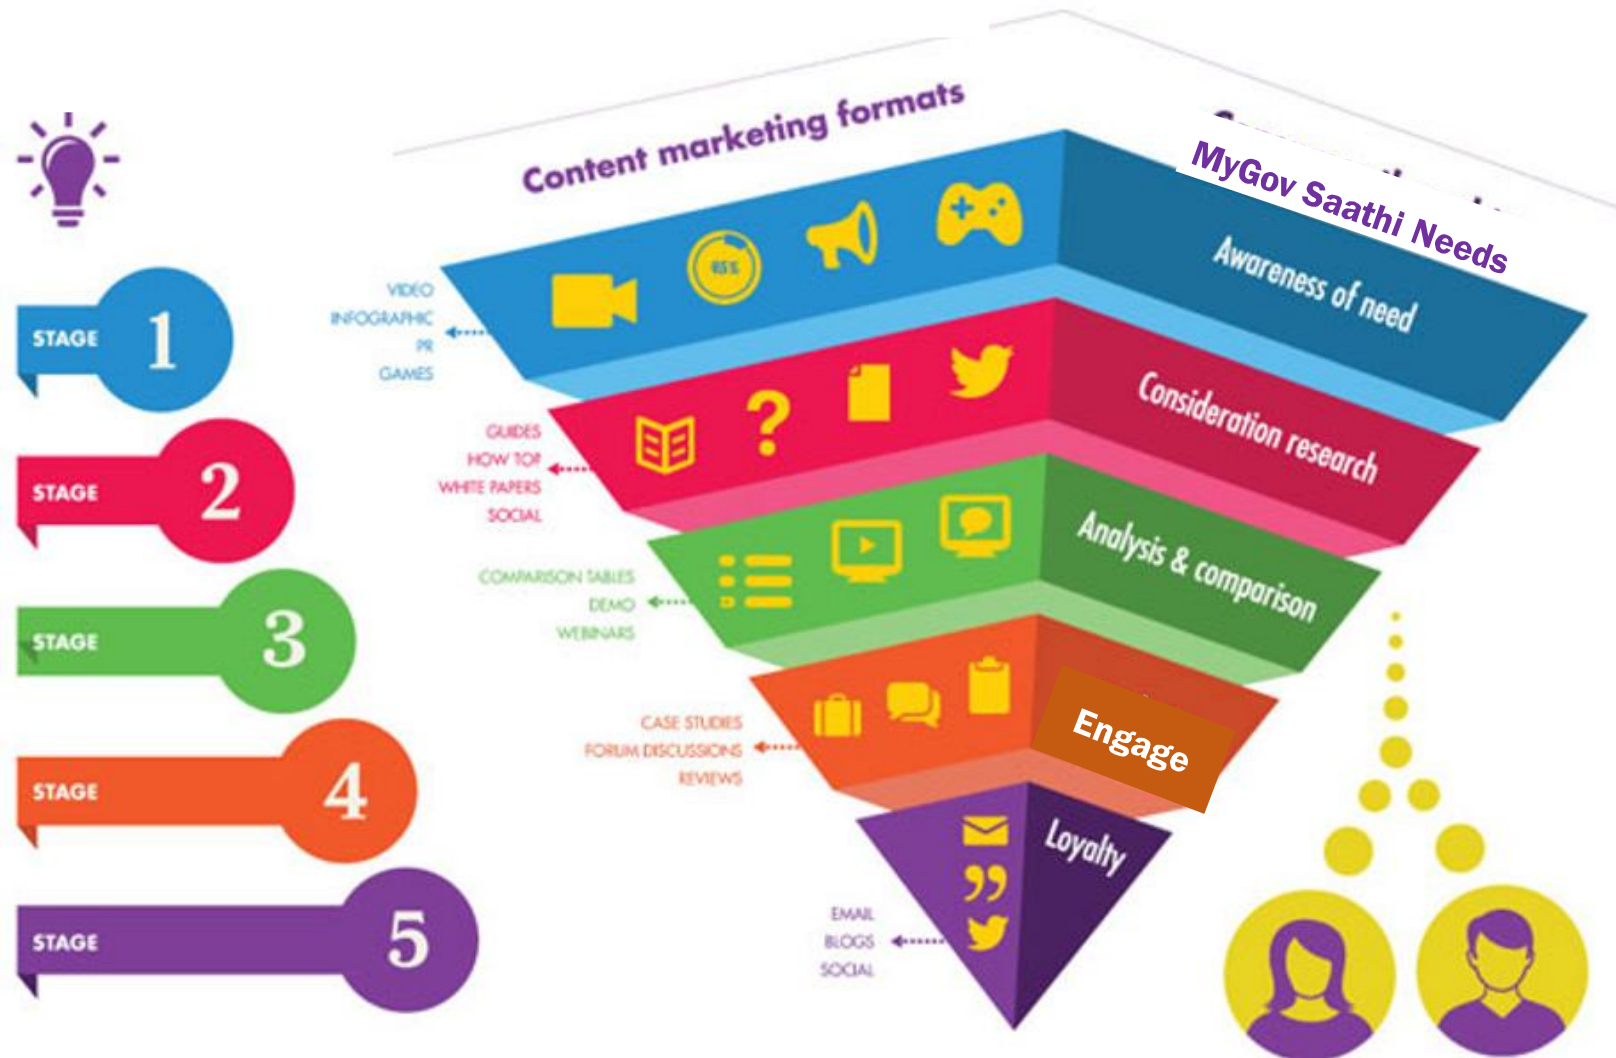 Content marketing formats
MyGov Saathi Needs
STAGE 1
VIDEO
INFOGRAPHIC
PR
GAMES
85%
Awareness of need
STAGE 2
GUIDES
HOW TO?
WHITE PAPERS
SOCIAL
?
Consideration research
STAGE 3
COMPARISON TABLES
DEMO
WEBINARS
Analysis & comparison
STAGE 4
CASE STUDIES
FORUM DISCUSSIONS
REVIEWS
Engage
STAGE 5
EMAIL
BLOGS
SOCIAL
Loyalty